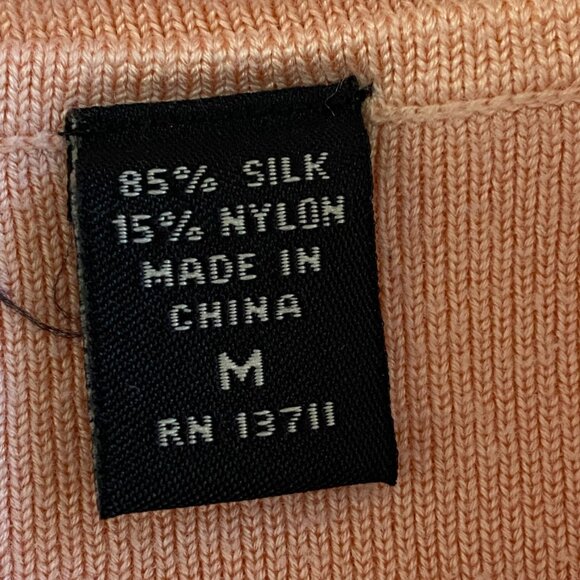 85% SILK
15% NYLON
MADE IN
CHINA
M
RN 13711